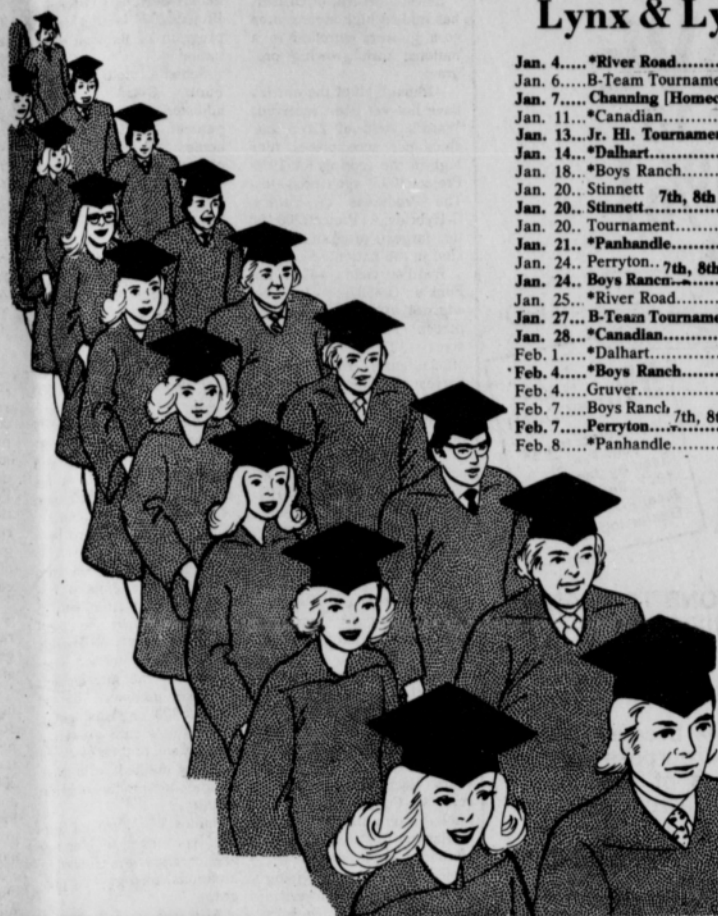 Lynx & Ly
Jan. 4.....*River Road..........
Jan. 6.....B-Team Tourname
Jan. 7..... Channing [Homec
Jan. 11...*Canadian..........
Jan. 13...Jr. Hi. Tourname
Jan. 14...*Dalhart..........
Jan. 18...*Boys Ranch........
Jan. 20.. Stinnett 7th, 8th
Jan. 20.. Stinnett..........
Jan. 20.. Tournament........
Jan. 21.. *Panhandle........
Jan. 24.. Perryton.. 7th, 8th
Jan. 24.. Boys Ranch........
Jan. 25...*River Road........
Jan. 27...B-Team Tourname
Jan. 28...*Canadian..........
Feb. 1.....*Dalhart..........
Feb. 4.....*Boys Ranch........
Feb. 4.....Gruver..........
Feb. 7.....Boys Ranch 7th, 8t
Feb. 7.....Perryton..........
Feb. 8.....*Panhandle........